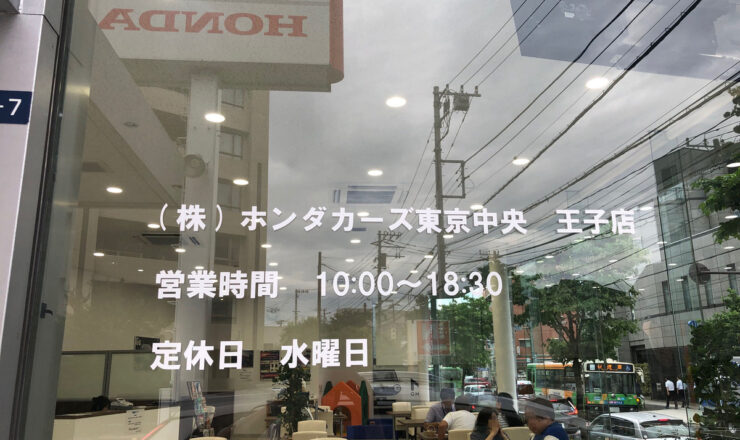 HONDA
-7
(株)ホンダカーズ東京中央 王子店
営業時間 10:00～18:30
定休日 水曜日